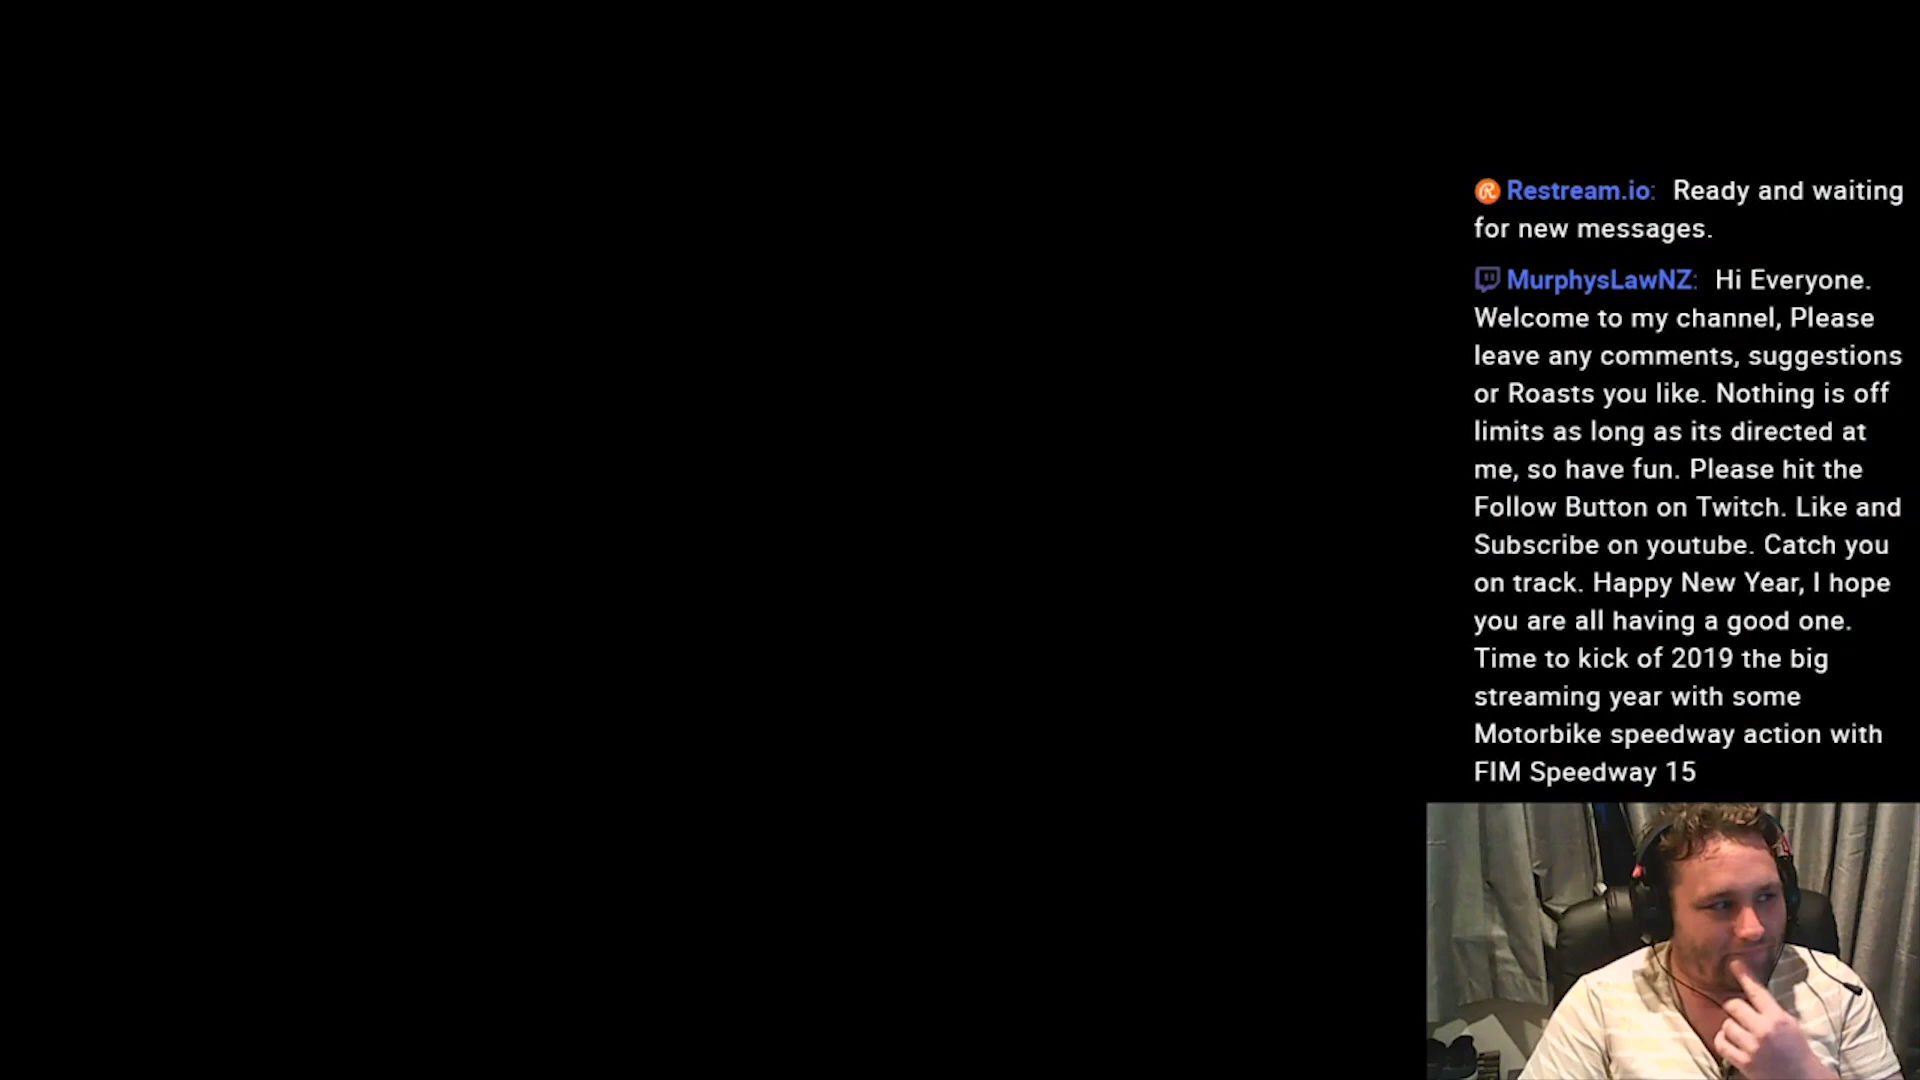 Restream.io: Ready and waiting
for new messages.
MurphysLawNZ: Hi Everyone.
Welcome to my channel, Please
leave any comments, suggestions
or Roasts you like. Nothing is off
limits as long as its directed at
me, so have fun. Please hit the
Follow Button on Twitch. Like and
Subscribe on youtube. Catch you
on track. Happy New Year, I hope
you are all having a good one.
Time to kick of 2019 the big
streaming year with some
Motorbike speedway action with
FIM Speedway 15